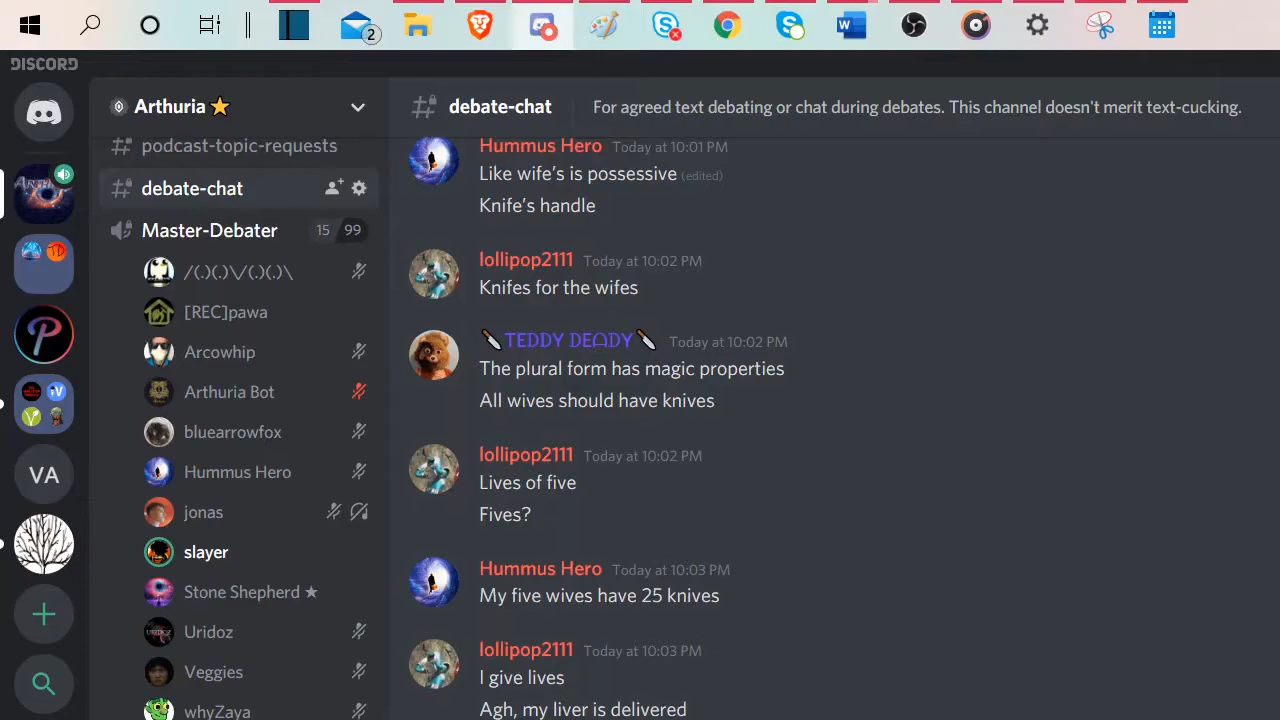 2
DISCORD
Arthuria
debate-chat
For agreed text debating or chat during debates. This channel doesn't merit text-cucking.
podcast-topic-requests
debate-chat
Master-Debater
15 99
/(.)(.)\/(.)(.)\
[REC]pawa
Arcowhip
Arthuria Bot
bluearrowfox
Hummus Hero
jonas
slayer
Stone Shepherd
Uridoz
Veggies
whyZaya
VA
Hummus Hero Today at 10:01 PM
Like wife’s is possessive (edited)
Knife’s handle
lollipop2111 Today at 10:02 PM
Knifes for the wifes
TEDDY DEADY Today at 10:02 PM
The plural form has magic properties
All wives should have knives
lollipop2111 Today at 10:02 PM
Lives of five
Fives?
Hummus Hero Today at 10:03 PM
My five wives have 25 knives
lollipop2111 Today at 10:03 PM
I give lives
Agh, my liver is delivered